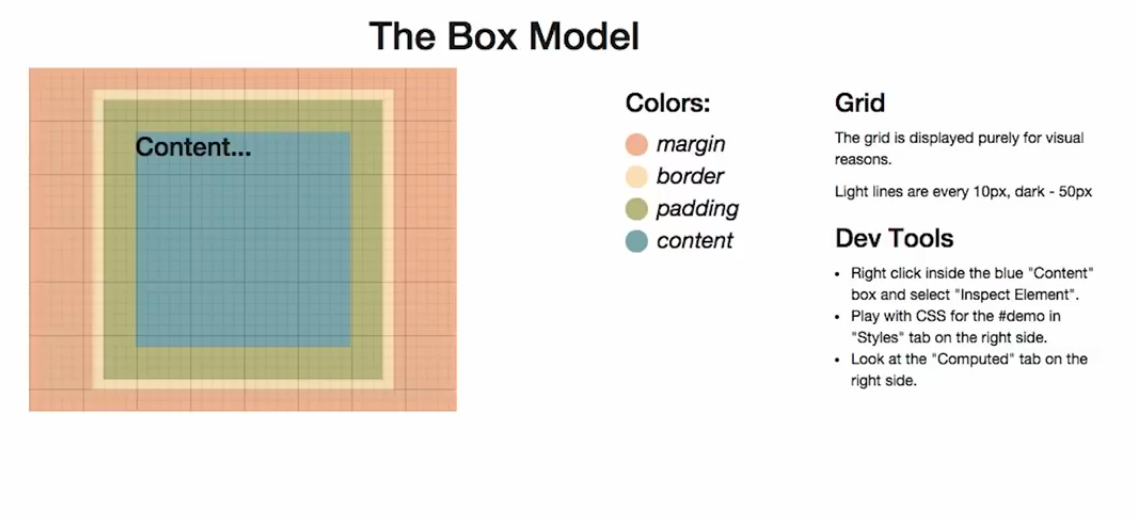 The Box Model
Content...
Colors:
margin
border
padding
content
Grid
The grid is displayed purely for visual
reasons.
Light lines are every 10px, dark - 50px
Dev Tools
• Right click inside the blue "Content"
box and select "Inspect Element".
• Play with CSS for the #demo in
"Styles" tab on the right side.
• Look at the "Computed" tab on the
right side.